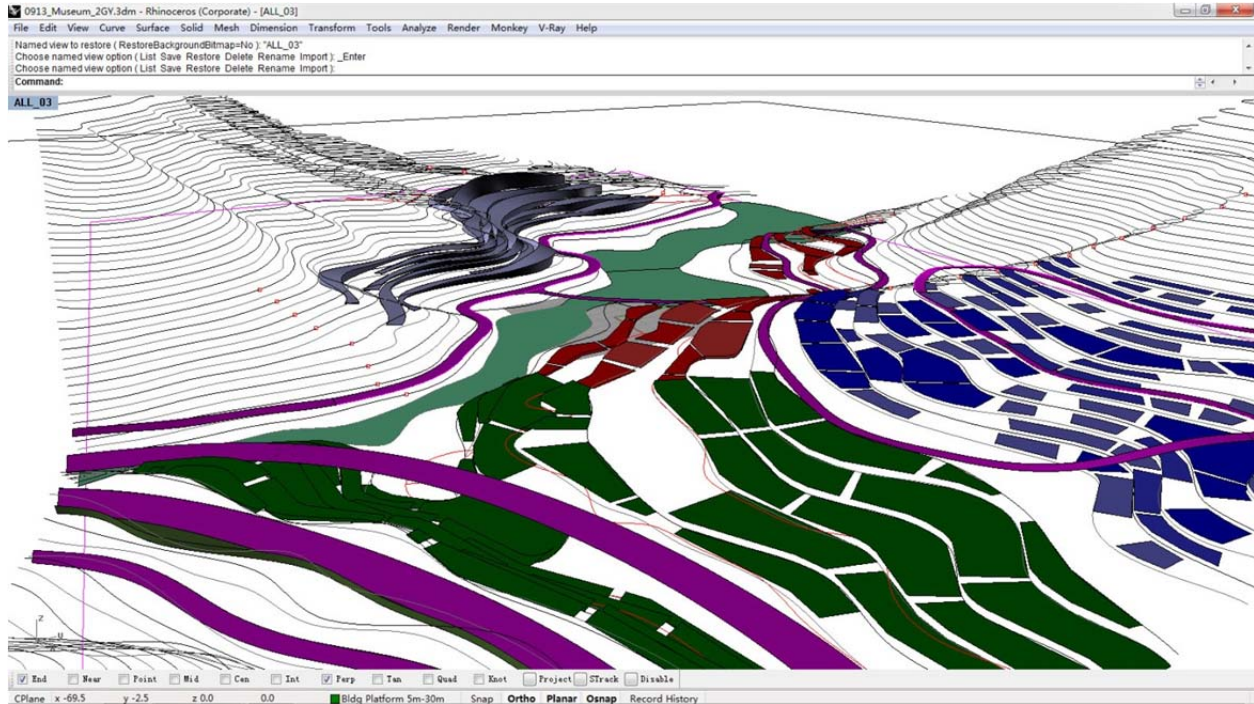 0913_Museum_2GY.3dm - Rhinoceros (Corporate) - [ALL_03]
File Edit View Curve Surface Solid Mesh Dimension Transform Tools Analyze Render Monkey V-Ray Help
Named view to restore ( RestoreBackgroundBitmap=No ): "ALL_03"
Choose named view option ( List Save Restore Delete Rename Import ): _Enter
Choose named view option ( List Save Restore Delete Rename Import ):
Command:
ALL_03
z
End Near Point Mid Cen Int Perp Tan Quad Knot Project STrack Disable
CPlane x -69.5 y -2.5 z 0.0 0.0 Bldg Platform 5m-30m Snap Ortho Planar Osnap Record History